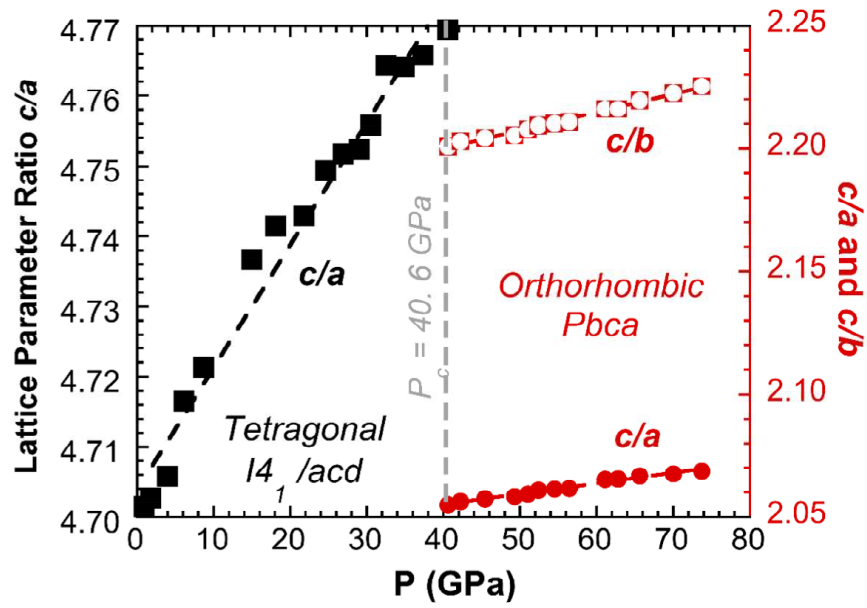 Lattice Parameter Ratio c/a
4.77
4.76
4.75
4.74
4.73
4.72
4.71
4.70
c/a
Tetragonal
I4₁/acd
P_c = 40. 6 GPa
c/b
Orthorhombic
Pbca
c/a
2.25
2.20
2.15
2.10
2.05
c/a and c/b
0 10 20 30 40 50 60 70 80
P (GPa)